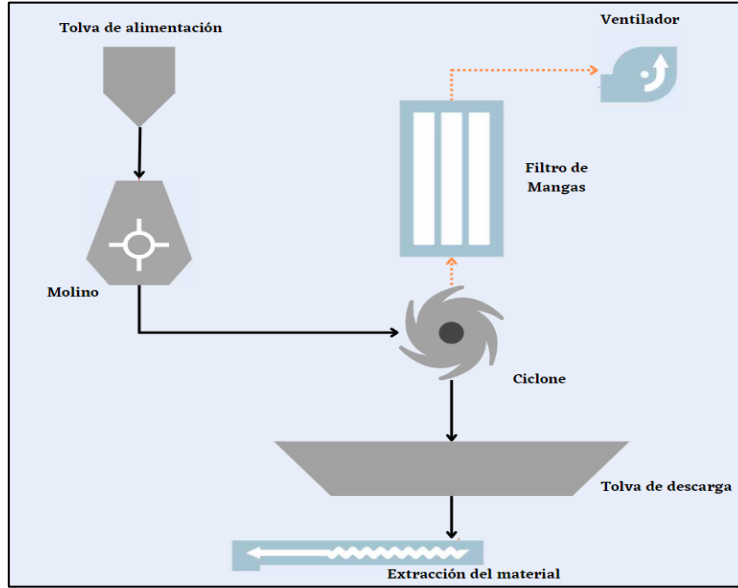 Ventilador
Tolva de alimentación
Filtro de
Mangas
Molino
Ciclone
Tolva de descarga
Extracción del material